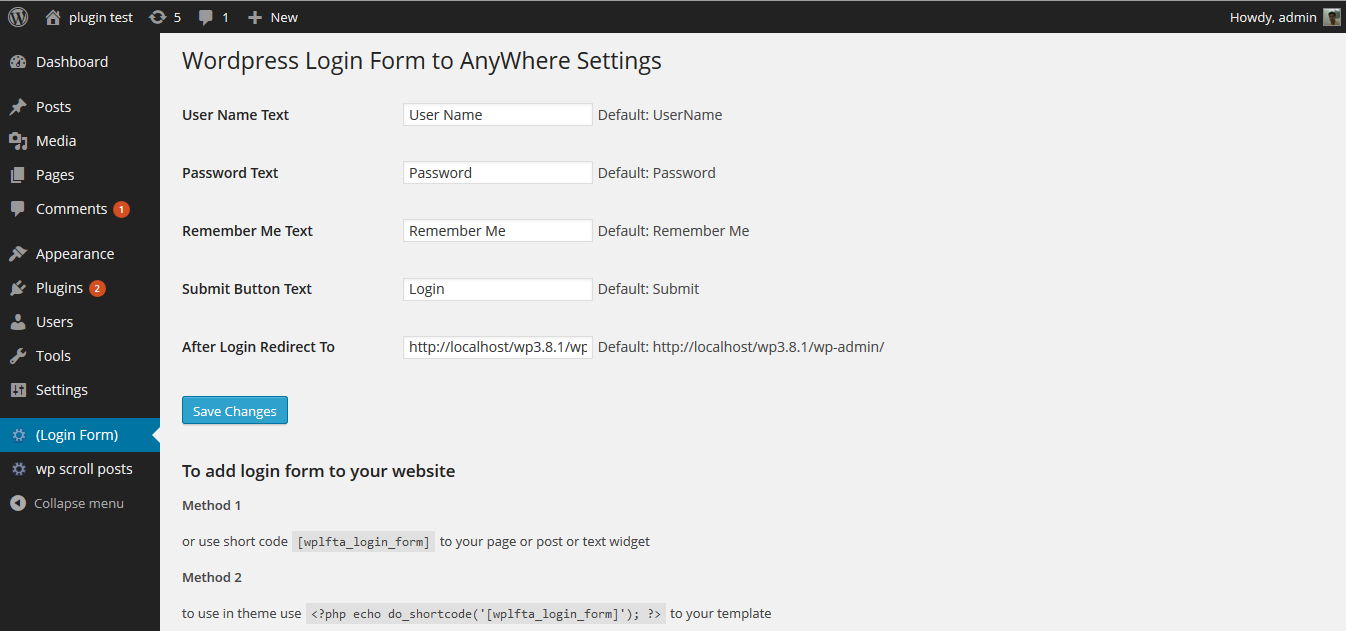 plugin test 5 1 New Howdy, admin
Dashboard
Posts
Media
Pages
Comments 1
Appearance
Plugins 2
Users
Tools
Settings
(Login Form)
wp scroll posts
Collapse menu
Wordpress Login Form to AnyWhere Settings
User Name Text User Name Default: UserName
Password Text Password Default: Password
Remember Me Text Remember Me Default: Remember Me
Submit Button Text Login Default: Submit
After Login Redirect To http://localhost/wp3.8.1/wp Default: http://localhost/wp3.8.1/wp-admin/
Save Changes
To add login form to your website
Method 1
or use short code [wplfta_login_form] to your page or post or text widget
Method 2
to use in theme use <?php echo do_shortcode('[wplfta_login_form]'); ?> to your template